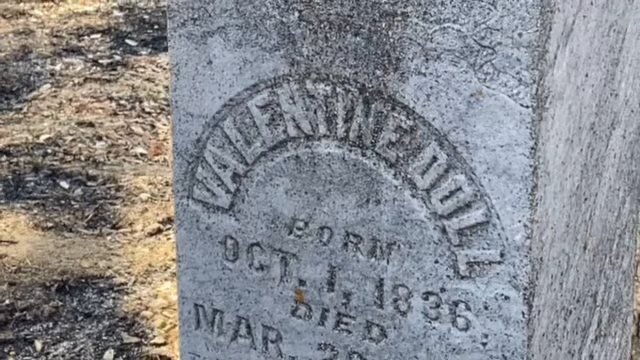 VALENTINE DOLL
BORN
OCT. 1, 1836
DIED
MAR.